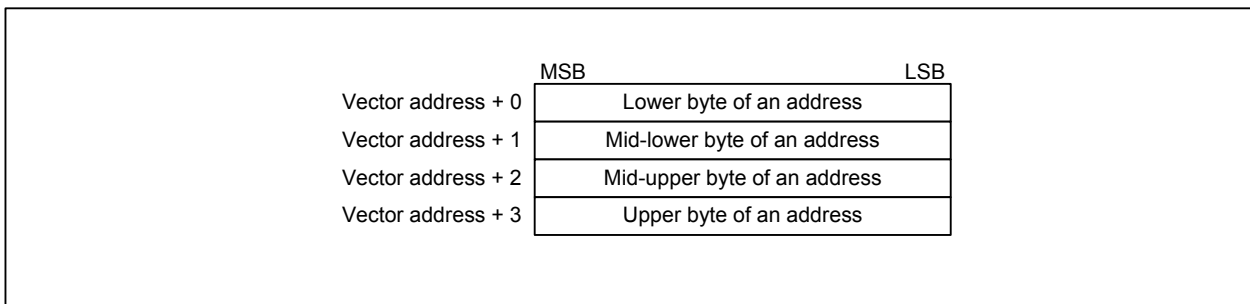 MSB LSB
Vector address + 0 Lower byte of an address
Vector address + 1 Mid-lower byte of an address
Vector address + 2 Mid-upper byte of an address
Vector address + 3 Upper byte of an address